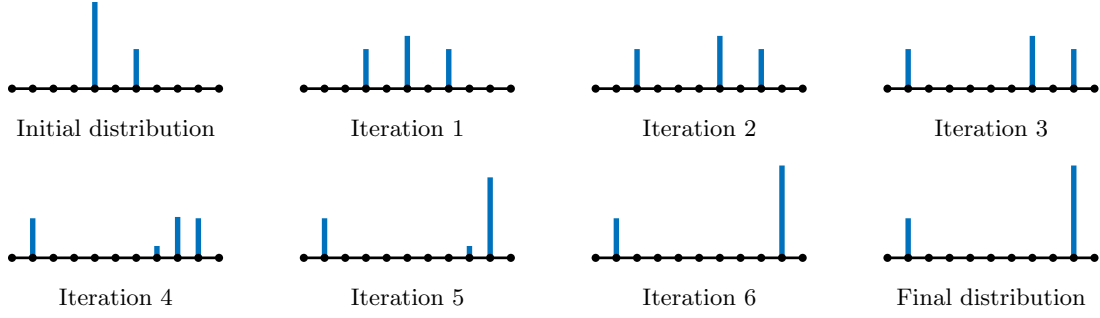 Initial distribution
Iteration 1
Iteration 2
Iteration 3
Iteration 4
Iteration 5
Iteration 6
Final distribution